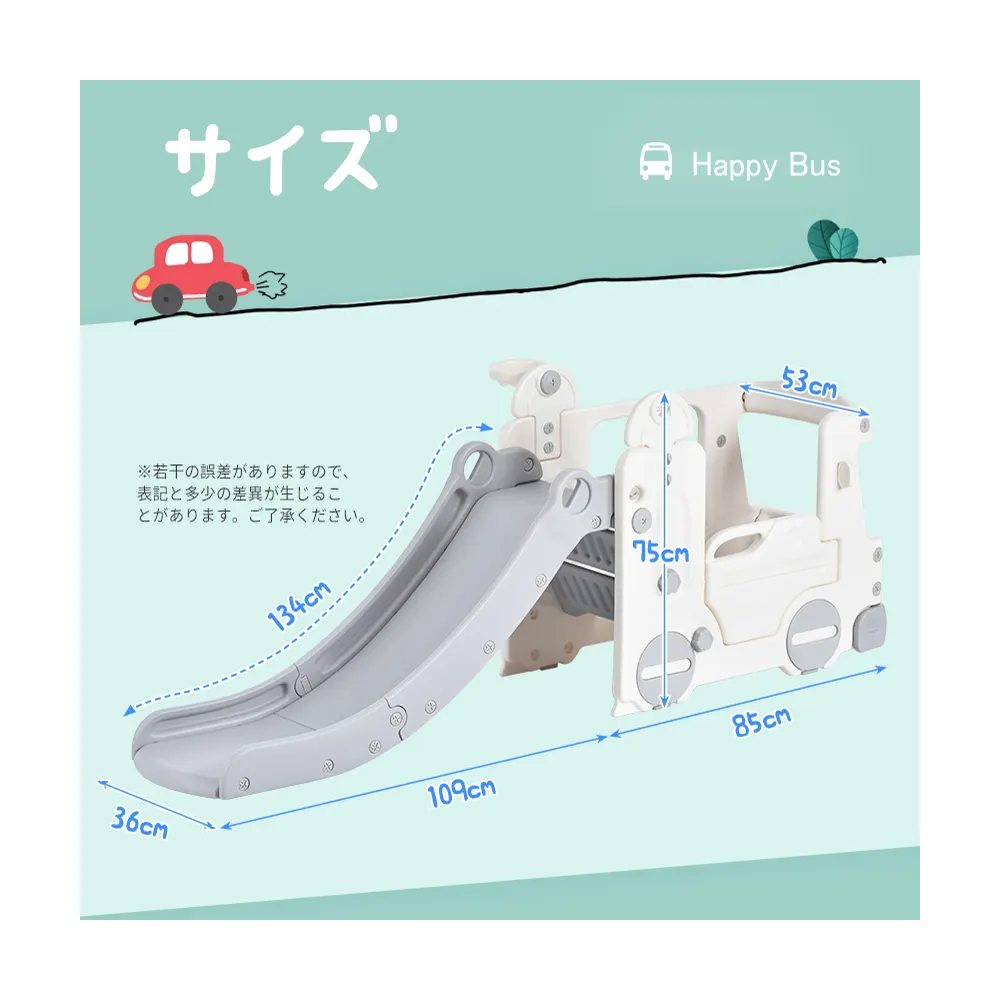 サイズ
Happy Bus
53cm
※若干の誤差がありますので、
表記と多少の差異が生じるこ
とがあります。ご了承ください。
75cm
134cm
85cm
109cm
36cm